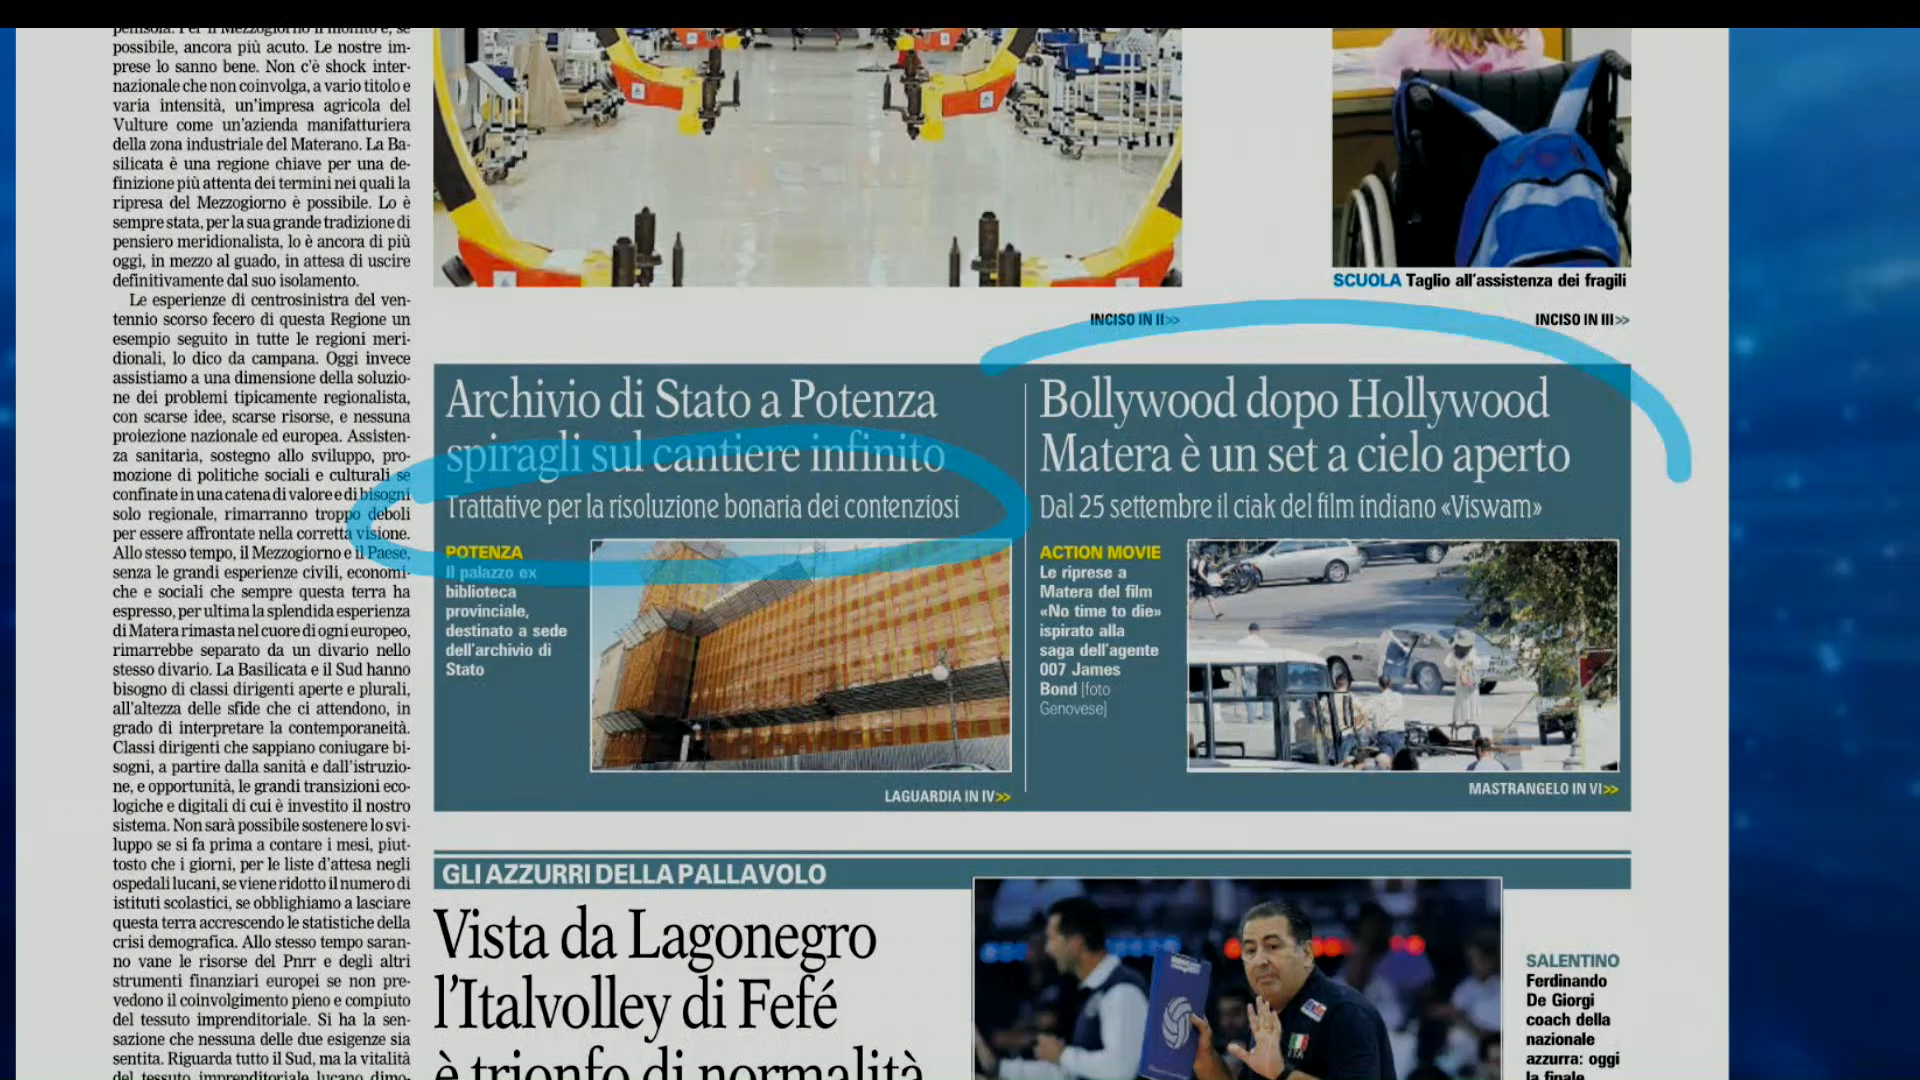 possibile, ancora più acuto. Le nostre im-
prese lo sanno bene. Non c'è shock inter-
nazionale che non coinvolga, a vario titolo e
varia intensità, un'impresa agricola del
Vulture come un'azienda manifatturiera
della zona industriale del Materano. La Ba-
silicata è una regione chiave per una de-
finizione più attenta dei termini nei quali la
ripresa del Mezzogiorno è possibile. Lo è
sempre stata, per la sua grande tradizione di
pensiero meridionalista, lo è ancora di più
oggi, in mezzo al guado, in attesa di uscire
definitivamente dal suo isolamento.
Le esperienze di centrosinistra del ven-
tennio scorso fecero di questa Regione un
esempio seguito in tutte le regioni meri-
dionali, lo dico da campana. Oggi invece
assistiamo a una dimensione della soluzio-
ne dei problemi tipicamente regionalista,
con scarse idee, scarse risorse, e nessuna
proiezione nazionale ed europea. Assisten-
za sanitaria, sostegno allo sviluppo, pro-
mozione di politiche sociali e culturali se
confinate in una catena di valore e di bisogni
solo regionale, rimarranno troppo deboli
per essere affrontate nella corretta visione.
Allo stesso tempo, il Mezzogiorno e il Paese,
senza le grandi esperienze civili, economi-
che e sociali che sempre questa terra ha
espresso, per ultima la splendida esperienza
di Matera rimasta nel cuore di ogni europeo,
rimarrebbe separato da un divario nello
stesso divario. La Basilicata e il Sud hanno
bisogno di classi dirigenti aperte e plurali,
all'altezza delle sfide che ci attendono, in
grado di interpretare la contemporaneità.
Classi dirigenti che sappiano coniugare bi-
sogni, a partire dalla sanità e dall'istruzio-
ne, e opportunità, le grandi transizioni eco-
logiche e digitali di cui è investito il nostro
sistema. Non sarà possibile sostenere lo svi-
luppo se si fa prima a contare i mesi, piut-
tosto che i giorni, per le liste d'attesa negli
ospedali lucani, se viene ridotto il numero di
istituti scolastici, se obblighiamo a lasciare
questa terra accrescendo le statistiche della
crisi demografica. Allo stesso tempo saran-
no vane le risorse del Pnrr e degli altri
strumenti finanziari europei se non pre-
vedono il coinvolgimento pieno e compiuto
del tessuto imprenditoriale. Si ha la sen-
sazione che nessuna delle due esigenze sia
sentita. Riguarda tutto il Sud, ma la vitalità
del tessuto imprenditoriale lucano dimo-
INCISO IN II>>
SCUOLA Taglio all'assistenza dei fragili
INCISO IN III>>
Archivio di Stato a Potenza
spiragli sul cantiere infinito
Trattative per la risoluzione bonaria dei contenziosi
POTENZA
Il palazzo ex
biblioteca
provinciale,
destinato a sede
dell'archivio di
Stato
LAGUARDIA IN IV>>
Bollywood dopo Hollywood
Matera è un set a cielo aperto
Dal 25 settembre il ciak del film indiano «Viswam»
ACTION MOVIE
Le riprese a
Matera del film
«No time to die»
ispirato alla
saga dell'agente
007 James
Bond [foto
Genovese]
MASTRANGELO IN VI>>
GLI AZZURRI DELLA PALLAVOLO
Vista da Lagonegro
l'Italvolley di Fefé
è trionfo di normalità
SALENTINO
Ferdinando
De Giorgi
coach della
nazionale
azzurra: oggi
la finale